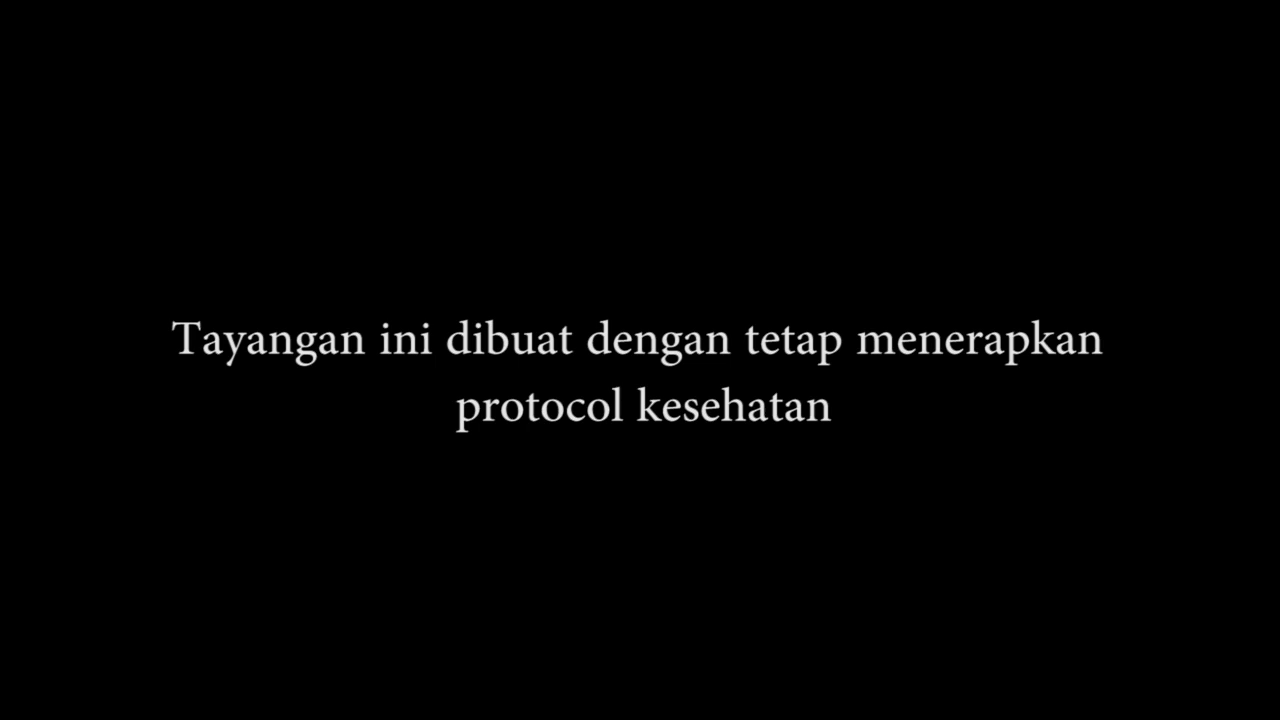 Tayangan ini dibuat dengan tetap menerapkan
protocol kesehatan